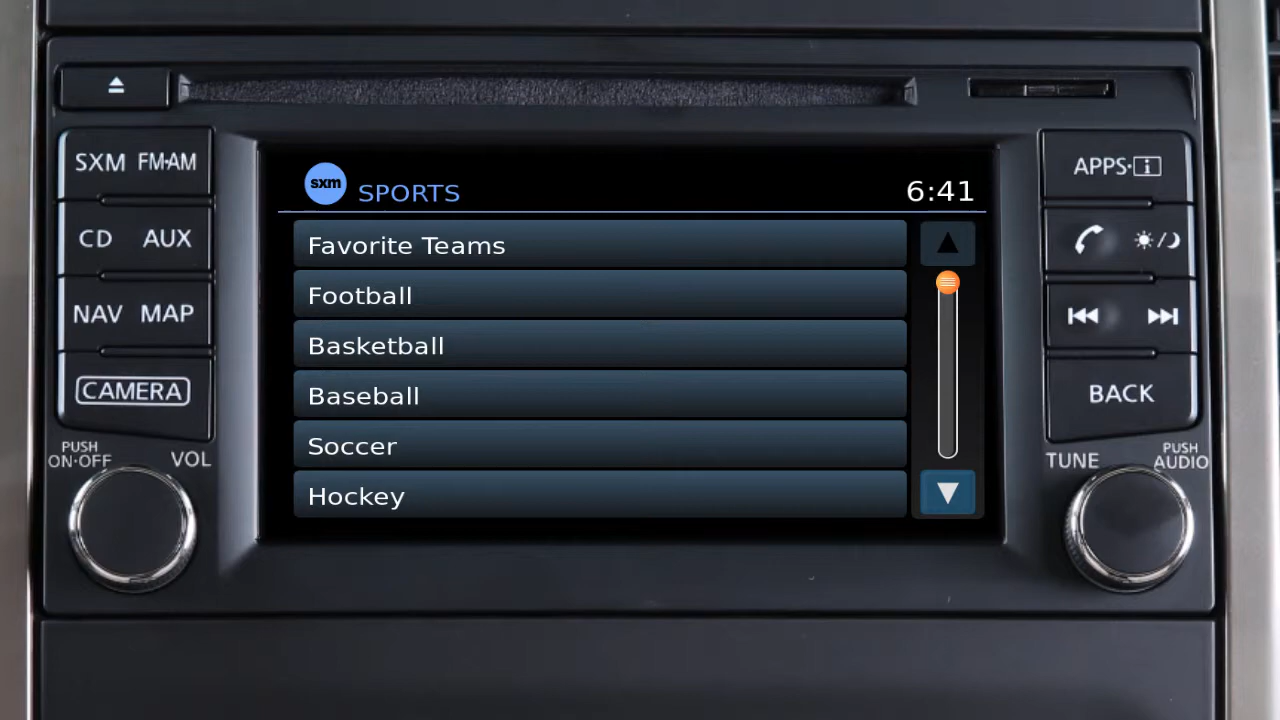 SXM FM·AM
CD AUX
NAV MAP
CAMERA
PUSH
ON·OFF
VOL
sxm
SPORTS
6:41
Favorite Teams
Football
Basketball
Baseball
Soccer
Hockey
APPS·i
BACK
TUNE
PUSH
AUDIO